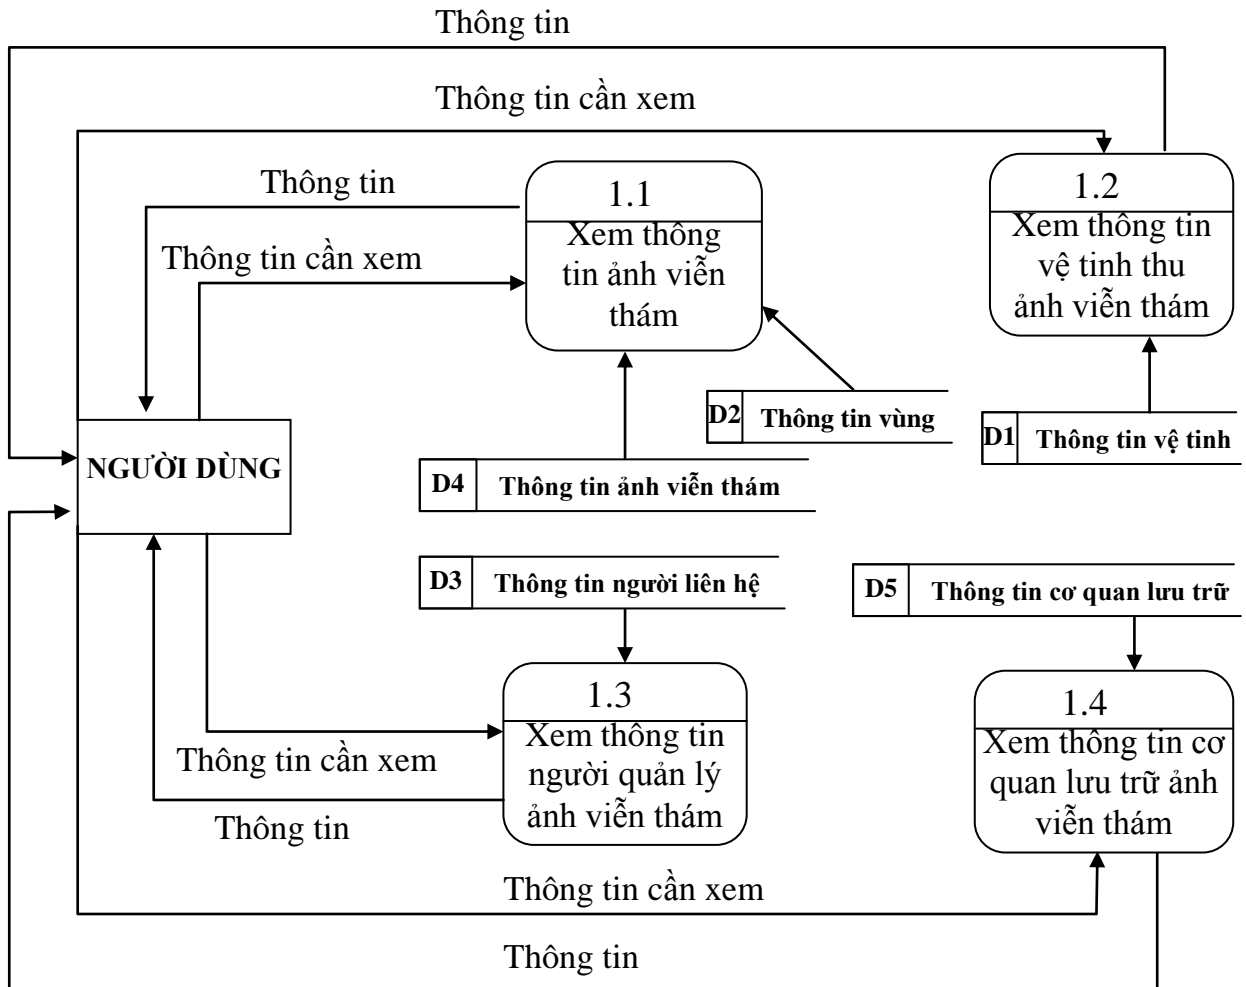 Thông tin
Thông tin cần xem
Thông tin
1.1
1.2
Xem thông
tin ảnh viễn
thám
Xem thông tin
vệ tinh thu
ảnh viễn thám
Thông tin cần xem
D2 Thông tin vùng
D1 Thông tin vệ tinh
NGƯỜI DÙNG
D4 Thông tin ảnh viễn thám
D3 Thông tin người liên hệ
D5 Thông tin cơ quan lưu trữ
1.3
Xem thông tin
người quản lý
ảnh viễn thám
1.4
Xem thông tin cơ
quan lưu trữ ảnh
viễn thám
Thông tin cần xem
Thông tin
Thông tin cần xem
Thông tin